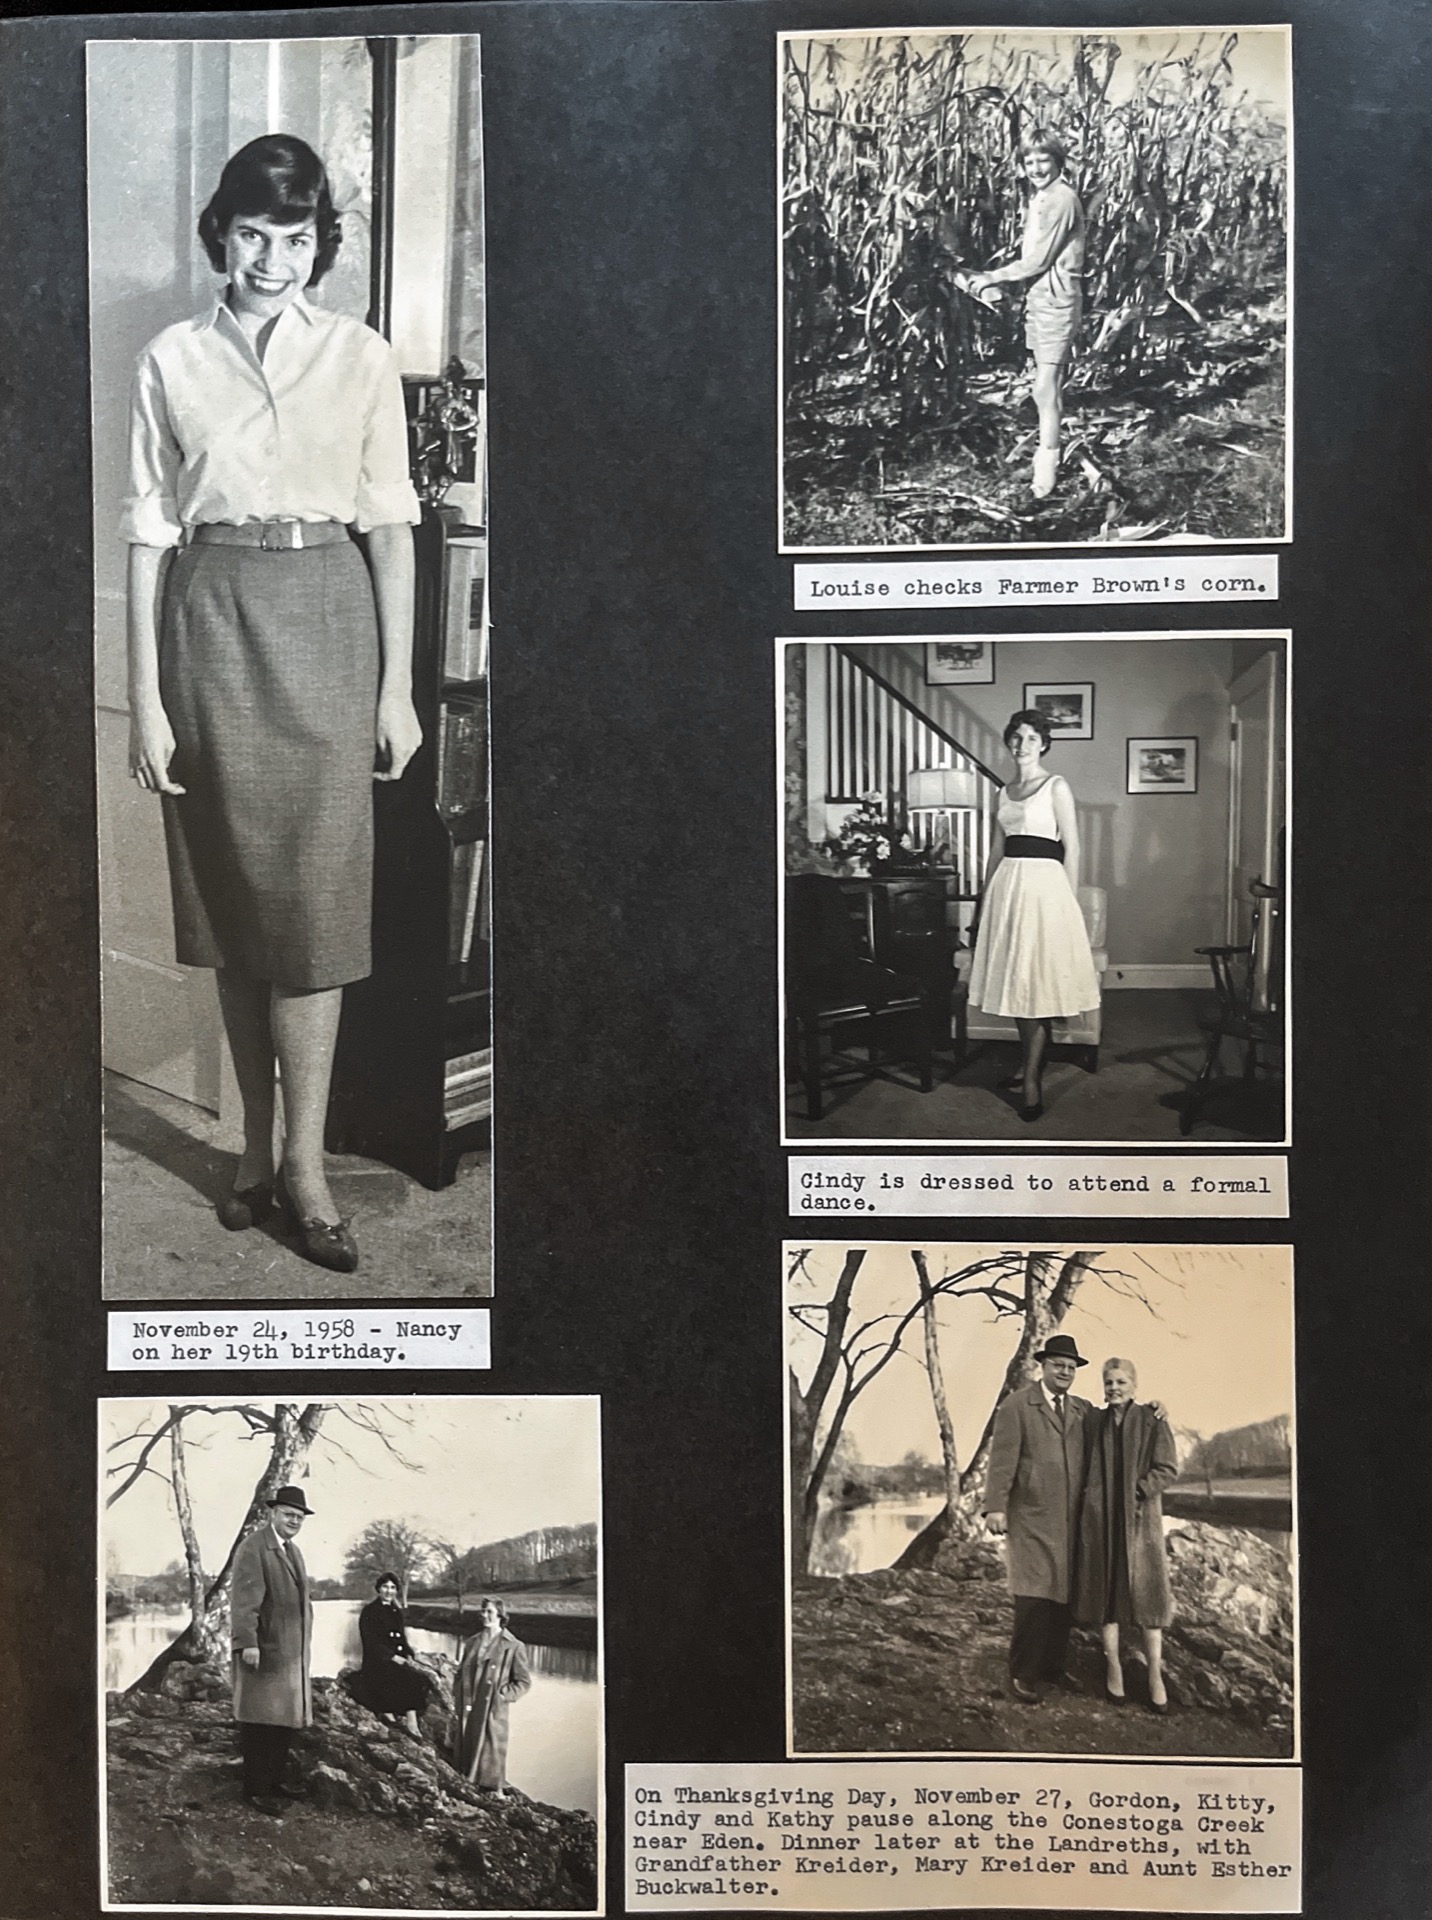 Louise checks Farmer Brown's corn.
Cindy is dressed to attend a formal
dance.
November 24, 1958 - Nancy
on her 19th birthday.
On Thanksgiving Day, November 27, Gordon, Kitty,
Cindy and Kathy pause along the Conestoga Creek
near Eden. Dinner later at the Landreths, with
Grandfather Kreider, Mary Kreider and Aunt Esther
Buckwalter.